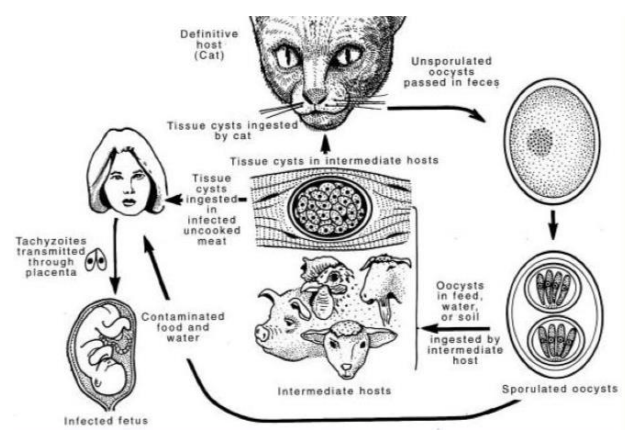 Definitive
host
(Cat)
Unsporulated
oocysts
passed in feces
Tissue cysts ingested
by cat
Tissue cysts in intermediate hosts
Tissue
cysts
ingested
in
infected
uncooked
meat
Tachyzoites
transmitted
through
placenta
Contaminated
food and
water
Oocysts
in feed,
water,
or soil
ingested by
intermediate
host
Infected fetus
Intermediate hosts
Sporulated oocysts